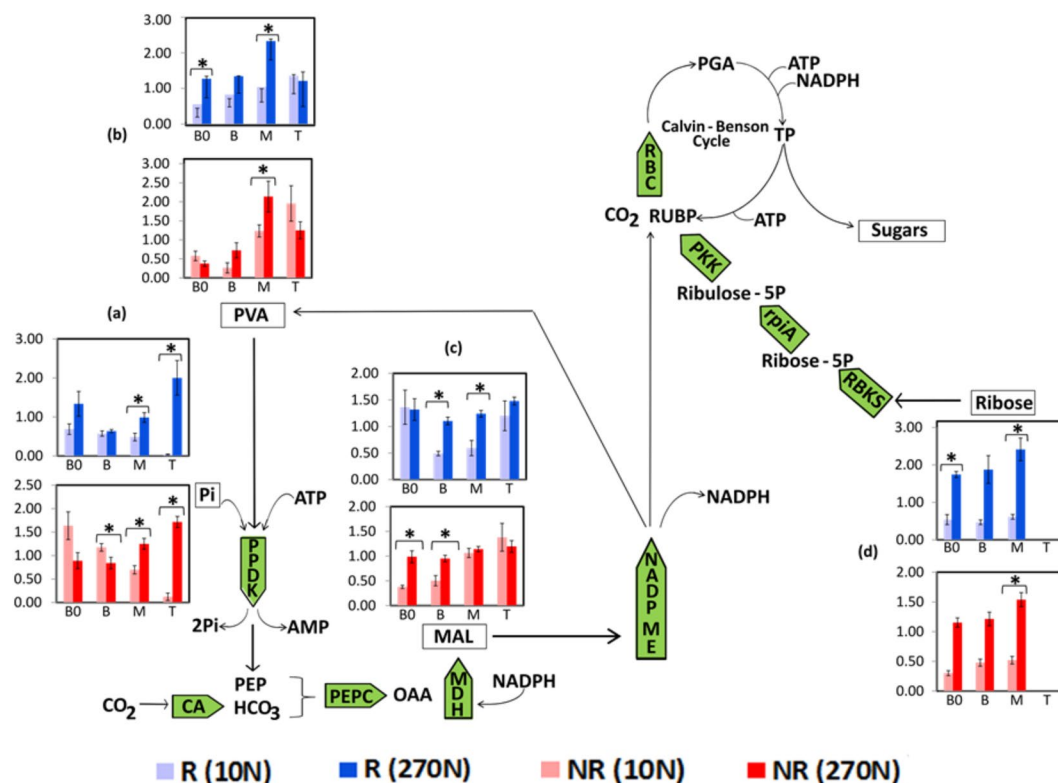 (b)
3.00
2.00
1.00
0.00
*
*
B0 B M T
3.00
2.50
2.00
1.50
1.00
0.50
0.00
*
B0 B M T
(a)
PVA
3.00
2.00
1.00
0.00
*
*
B0 B M T
2.50
2.00
1.50
1.00
0.50
0.00
*
*
*
B0 B M T
Pi
ATP
PPDK
2Pi
AMP
PEP
HCO3
CO2
CA
PEPC
OAA
MDH
NADPH
MAL
(c)
2.00
1.50
1.00
0.50
0.00
*
*
B0 B M T
2.00
1.50
1.00
0.50
0.00
*
*
B0 B M T
NADP ME
NADPH
PGA
ATP
NADPH
Calvin - Benson
Cycle
TP
RBC
CO2 RUBP
ATP
Sugars
PKK
Ribulose - 5P
rpiA
Ribose - 5P
RBKS
Ribose
(d)
3.00
2.00
1.00
0.00
*
*
B0 B M T
2.00
1.50
1.00
0.50
0.00
*
B0 B M T
R (10N) R (270N) NR (10N) NR (270N)